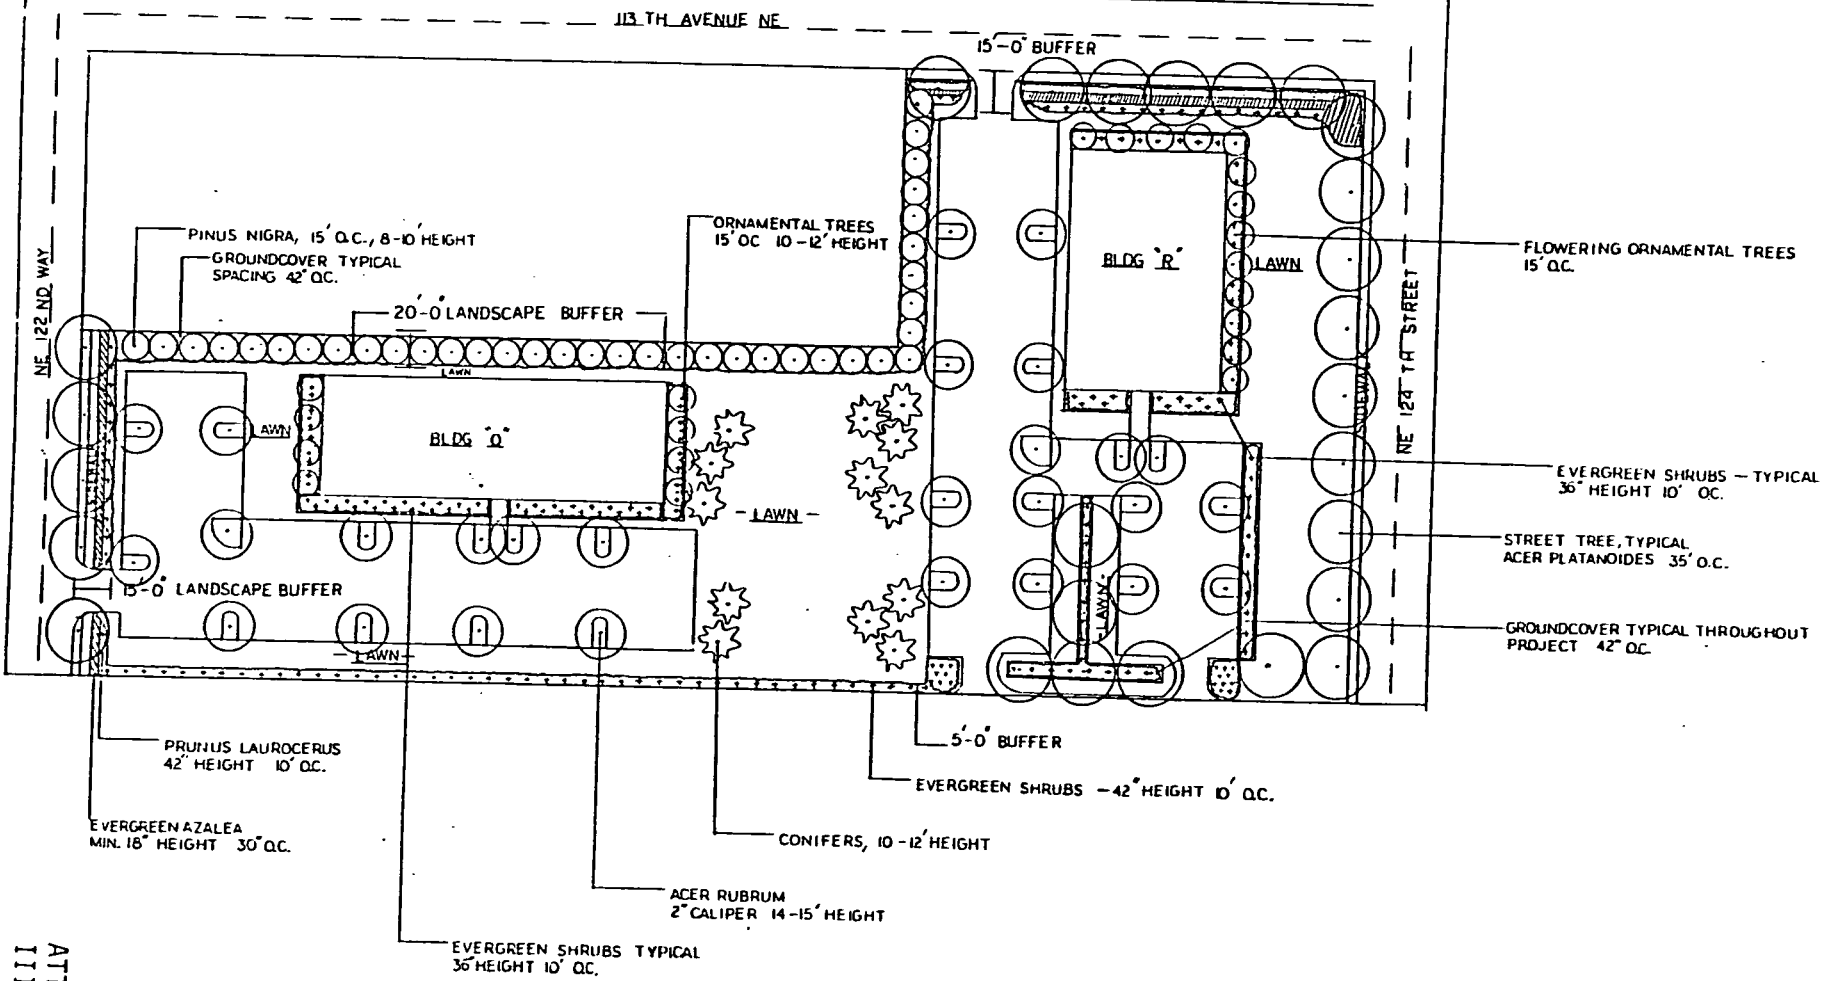 113 TH AVENUE NE
15'-0" BUFFER
NE 122 ND WAY
PINUS NIGRA, 15' O.C., 8-10' HEIGHT
GROUNDCOVER TYPICAL
SPACING 42" O.C.
ORNAMENTAL TREES
15' OC 10-12' HEIGHT
20'-0" LANDSCAPE BUFFER
LAWN
BLDG "R"
LAWN
FLOWERING ORNAMENTAL TREES
15' O.C.
NE 124 TH STREET
LAWN
BLDG "Q"
- LAWN -
EVERGREEN SHRUBS - TYPICAL
36" HEIGHT 10' OC.
STREET TREE, TYPICAL
ACER PLATANOIDES 35' O.C.
15'-0" LANDSCAPE BUFFER
- LAWN -
- LAWN -
GROUNDCOVER TYPICAL THROUGHOUT
PROJECT 42" O.C.
PRUNUS LAUROCERUS
42" HEIGHT 10' O.C.
5'-0" BUFFER
EVERGREEN SHRUBS - 42" HEIGHT 10' O.C.
EVERGREEN AZALEA
MIN. 18" HEIGHT 30" O.C.
CONIFERS, 10-12' HEIGHT
ACER RUBRUM
2" CALIPER 14-15' HEIGHT
EVERGREEN SHRUBS TYPICAL
36" HEIGHT 10' O.C.